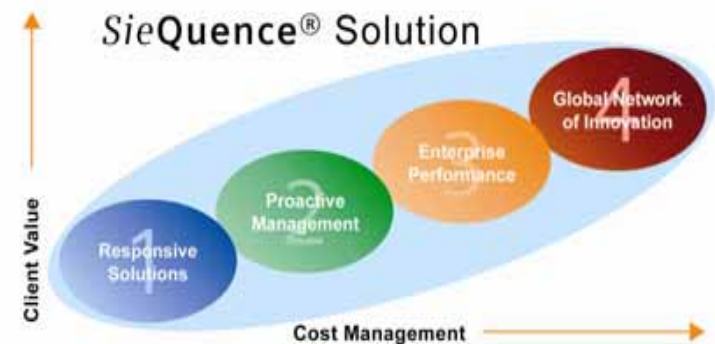 SieQuence® Solution
4
Global Network
of Innovation
3
Enterprise
Performance
2
Proactive
Management
1
Responsive
Solutions
Client Value
Cost Management